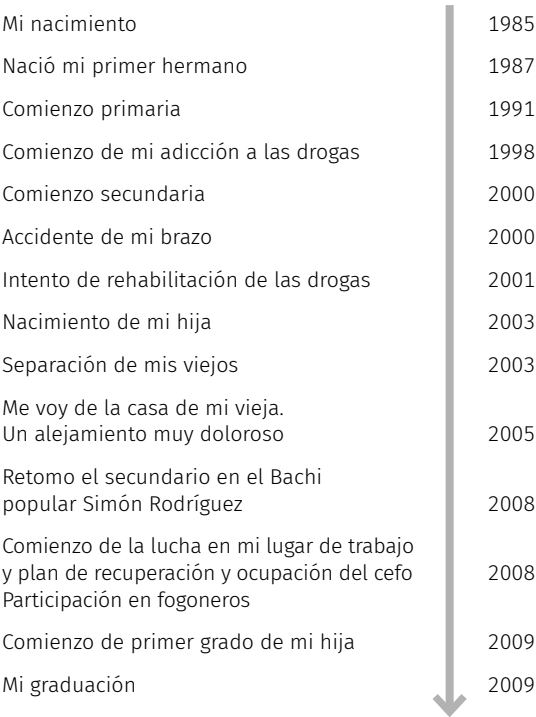 Mi nacimiento 1985
Nació mi primer hermano 1987
Comienzo primaria 1991
Comienzo de mi adicción a las drogas 1998
Comienzo secundaria 2000
Accidente de mi brazo 2000
Intento de rehabilitación de las drogas 2001
Nacimiento de mi hija 2003
Separación de mis viejos 2003
Me voy de la casa de mi vieja.
Un alejamiento muy doloroso 2005
Retomo el secundario en el Bachi
popular Simón Rodríguez 2008
Comienzo de la lucha en mi lugar de trabajo
y plan de recuperación y ocupación del cefo 2008
Participación en fogoneros
Comienzo de primer grado de mi hija 2009
Mi graduación 2009